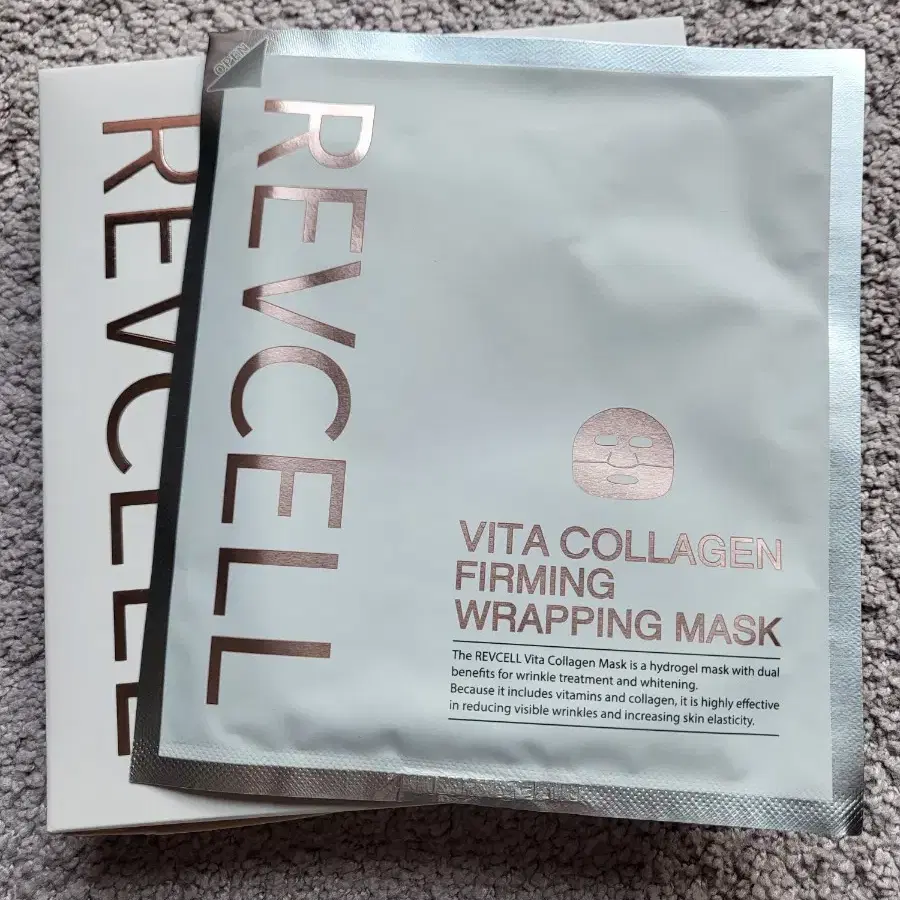 OPEN
REVCELL
REVCELL
VITA COLLAGEN
FIRMING
WRAPPING MASK
The REVCELL Vita Collagen Mask is a hydrogel mask with dual
benefits for wrinkle treatment and whitening.
Because it includes vitamins and collagen, it is highly effective
in reducing visible wrinkles and increasing skin elasticity.